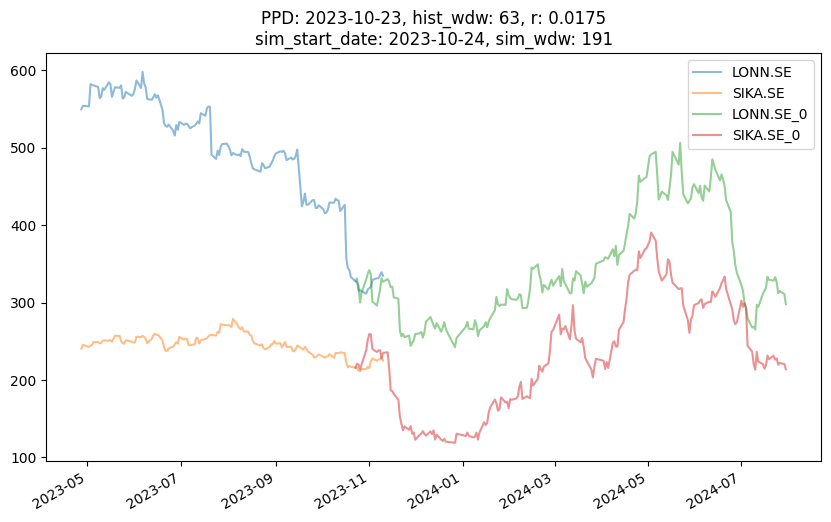 PPD: 2023-10-23, hist_wdw: 63, r: 0.0175
sim_start_date: 2023-10-24, sim_wdw: 191
600
500
400
300
200
100
LONN.SE
SIKA.SE
LONN.SE_0
SIKA.SE_0
2023-05
2023-07
2023-09
2023-11
2024-01
2024-03
2024-05
2024-07